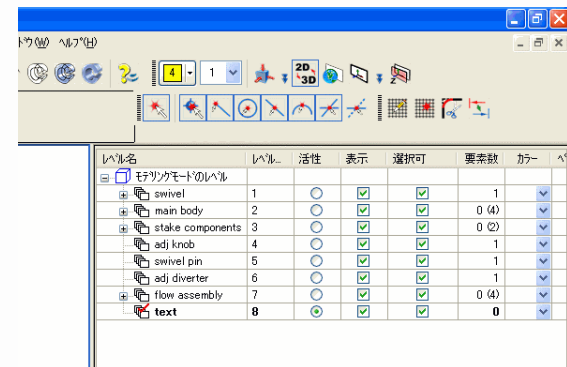 ﾄﾞｳ(W) ﾍﾙﾌﾟ(H)
4 1 2D 3D
ﾚﾍﾞﾙ名 ﾚﾍﾞﾙ... 活性 表示 選択可 要素数 ｶﾗｰ
ﾓﾃﾞﾘﾝｸﾞﾓｰﾄﾞのﾚﾍﾞﾙ
swivel 1 1
main body 2 0 (4)
stake components 3 0 (2)
adj knob 4 1
swivel pin 5 1
adj diverter 6 1
flow assembly 7 0 (4)
text 8 0